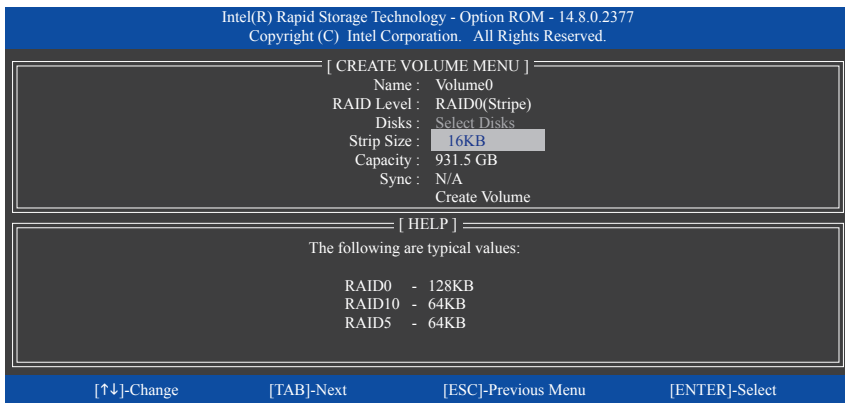 Intel(R) Rapid Storage Technology - Option ROM - 14.8.0.2377
Copyright (C) Intel Corporation. All Rights Reserved.
[ CREATE VOLUME MENU ]
Name : Volume0
RAID Level : RAID0(Stripe)
Disks : Select Disks
Strip Size : 16KB
Capacity : 931.5 GB
Sync : N/A
Create Volume
[ HELP ]
The following are typical values:
RAID0 - 128KB
RAID10 - 64KB
RAID5 - 64KB
[↑↓]-Change [TAB]-Next [ESC]-Previous Menu [ENTER]-Select